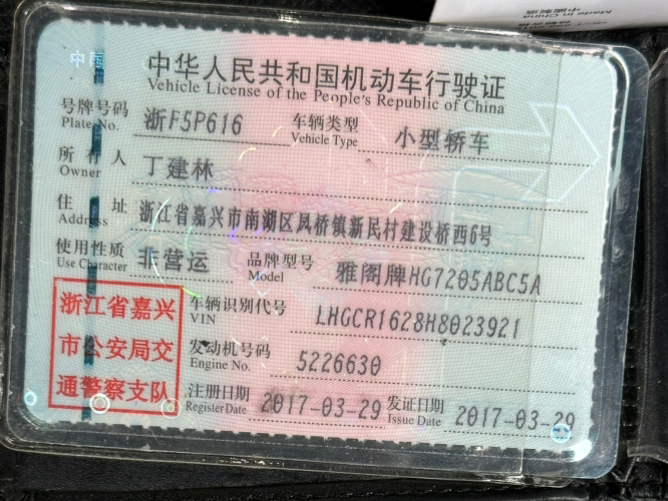 Made in China
中国
中华人民共和国机动车行驶证
Vehicle License of the People's Republic of China
号牌号码 浙F5P616 车辆类型 小型轿车
Plate No. Vehicle Type
所有人 丁建林
Owner
住址 浙江省嘉兴市南湖区凤桥镇新民村建设桥西6号
Address
使用性质 非营运 品牌型号 雅阁牌HG7205ABC5A
Use Character Model
浙江省嘉兴
市公安局交
通警察支队
车辆识别代号 LHGCR1628H8023921
VIN
发动机号码 5226630
Engine No.
注册日期 2017-03-29 发证日期 2017-03-29
Register Date Issue Date